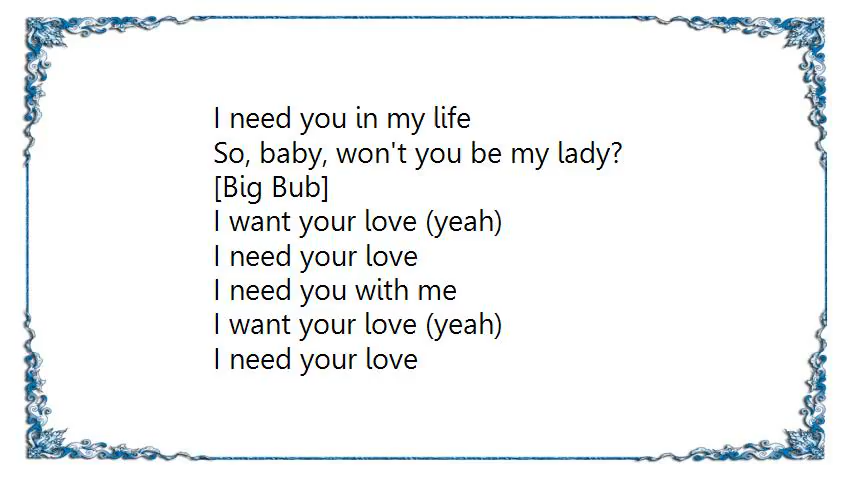 I need you in my life
So, baby, won't you be my lady?
[Big Bub]
I want your love (yeah)
I need your love
I need you with me
I want your love (yeah)
I need your love